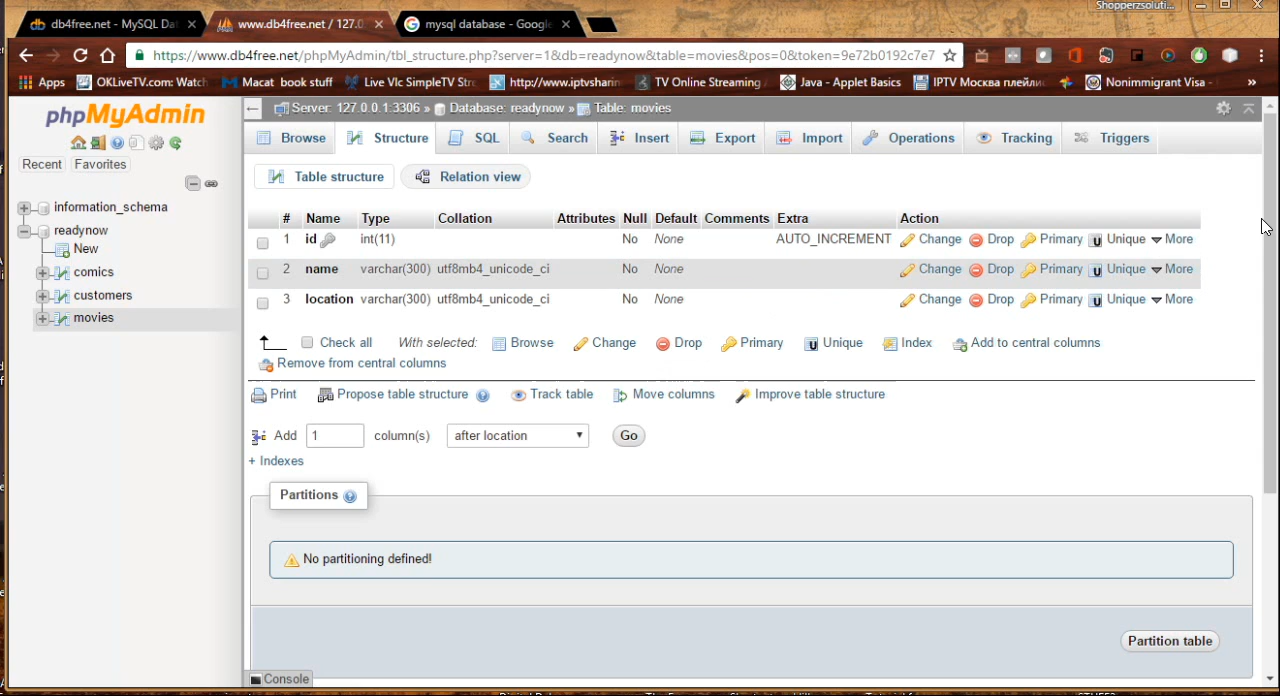 Shopperzsoluti...
db4free.net - MySQL Dat
www.db4free.net / 127.0.
mysql database - Google
https://www.db4free.net/phpMyAdmin/tbl_structure.php?server=1&db=readynow&table=movies&pos=0&token=9e72b0192c7e7
Apps OKLiveTV.com: Watch Macat book stuff Live Vlc SimpleTV Stre http://www.iptvsharin TV Online Streaming Java - Applet Basics IPTV Москва плейли Nonimmigrant Visa - »
phpMyAdmin
Recent Favorites
information_schema
readynow
New
comics
customers
movies
Server: 127.0.0.1:3306 » Database: readynow » Table: movies
Browse Structure SQL Search Insert Export Import Operations Tracking Triggers
Table structure Relation view
# Name Type Collation Attributes Null Default Comments Extra Action
1 id int(11) No None AUTO_INCREMENT Change Drop Primary Unique More
2 name varchar(300) utf8mb4_unicode_ci No None Change Drop Primary Unique More
3 location varchar(300) utf8mb4_unicode_ci No None Change Drop Primary Unique More
Check all With selected: Browse Change Drop Primary Unique Index Add to central columns
Remove from central columns
Print Propose table structure Track table Move columns Improve table structure
Add 1 column(s) after location Go
+ Indexes
Partitions
No partitioning defined!
Partition table
Console